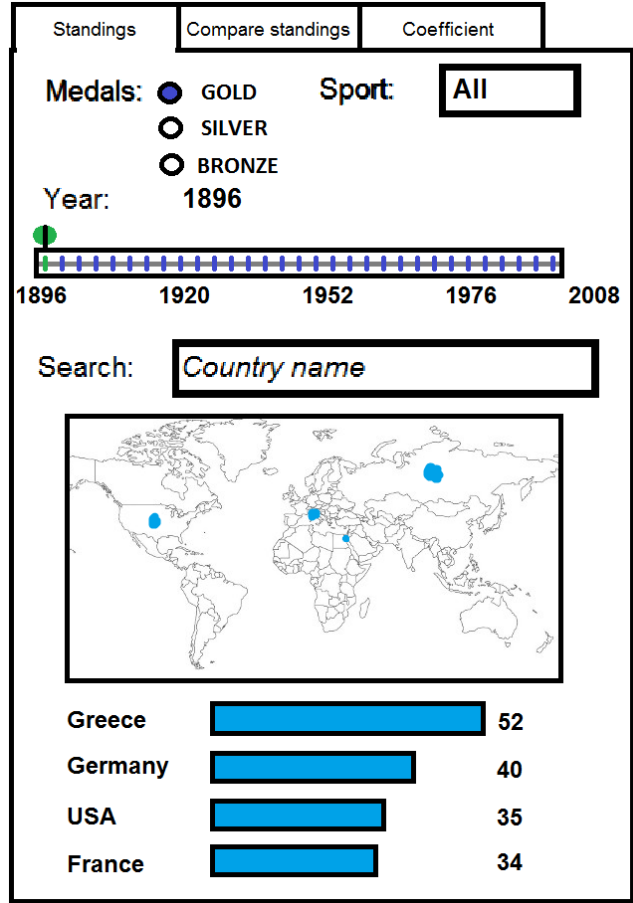 Standings Compare standings Coefficient
Medals: GOLD Sport: All
SILVER
BRONZE
Year: 1896
1896 1920 1952 1976 2008
Search: Country name
Greece 52
Germany 40
USA 35
France 34